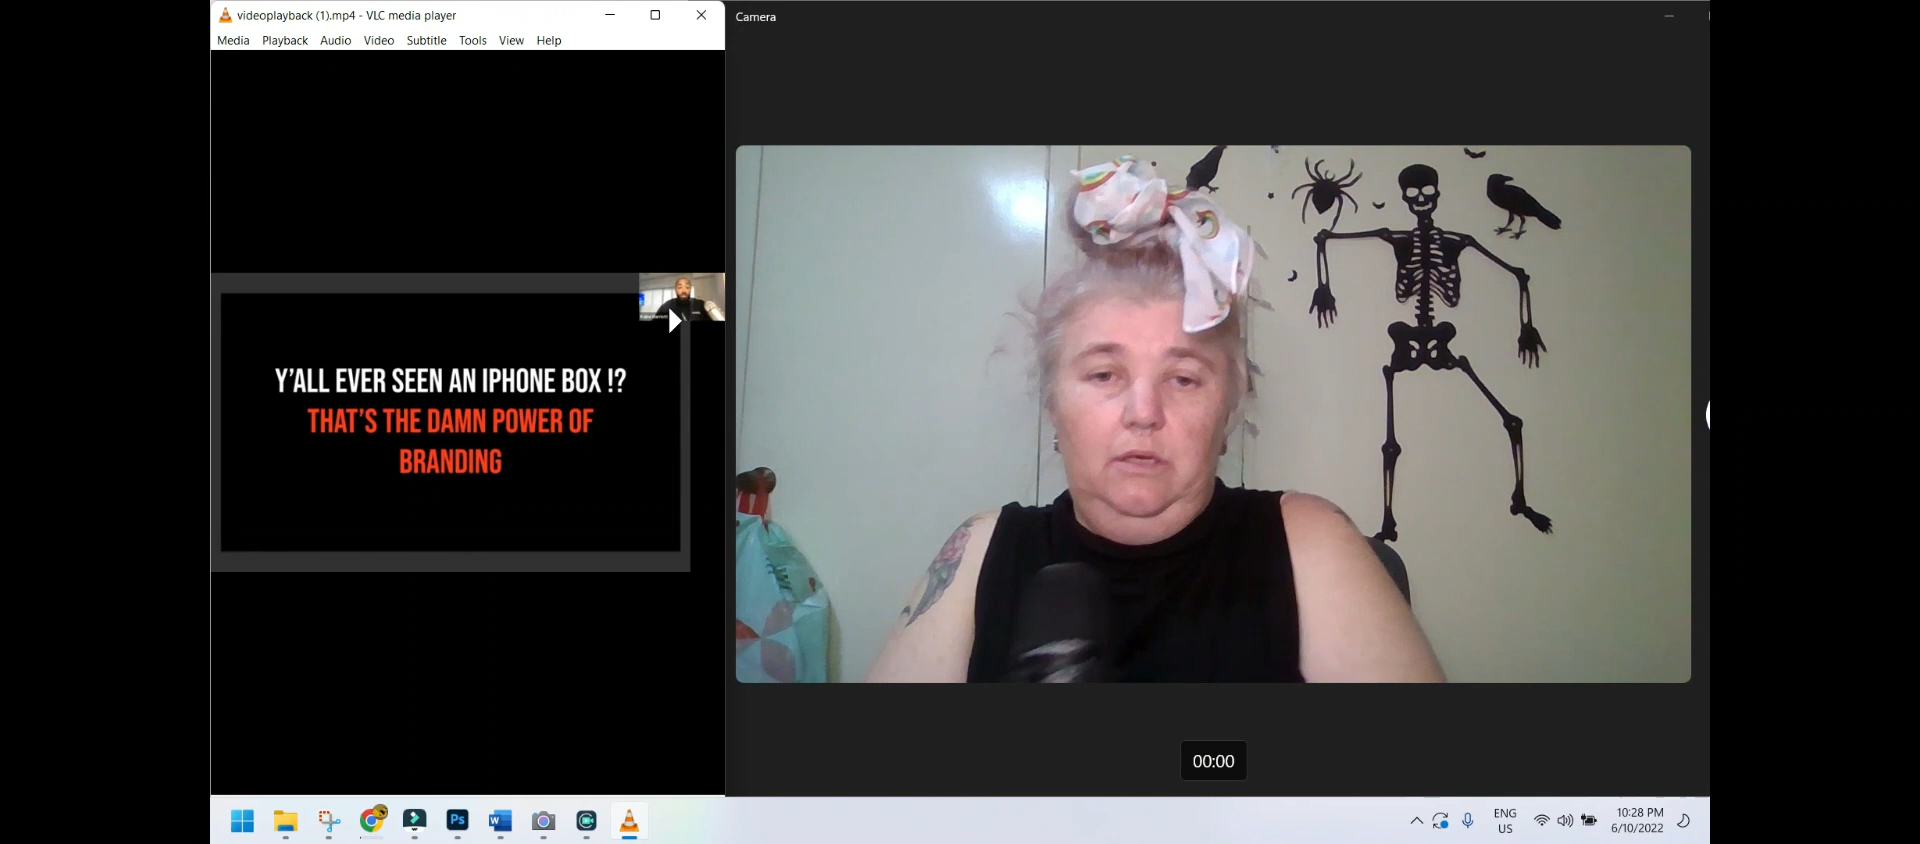 videoplayback (1).mp4 - VLC media player
Media Playback Audio Video Subtitle Tools View Help
Y'ALL EVER SEEN AN IPHONE BOX !?
THAT'S THE DAMN POWER OF
BRANDING
Camera
00:00
Ps
W
ENG
US
10:28 PM
6/10/2022